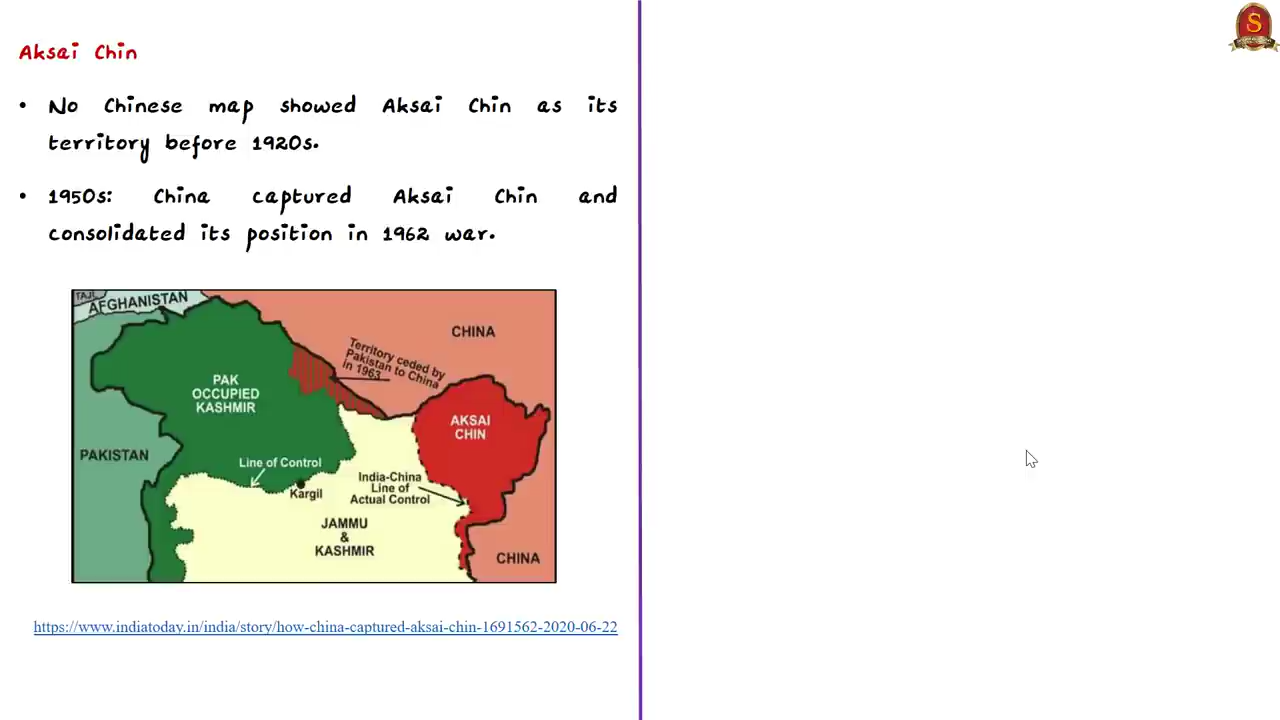 Aksai Chin
• No Chinese map showed Aksai Chin as its
territory before 1920s.
• 1950s: China captured Aksai Chin and
consolidated its position in 1962 war.
TAJI.
AFGHANISTAN
CHINA
Territory ceded by
Pakistan to China
in 1963
PAK
OCCUPIED
KASHMIR
AKSAI
CHIN
PAKISTAN
Line of Control
India-China
Line of
Actual Control
Kargil
JAMMU
&
KASHMIR
CHINA
https://www.indiatoday.in/india/story/how-china-captured-aksai-chin-1691562-2020-06-22
S